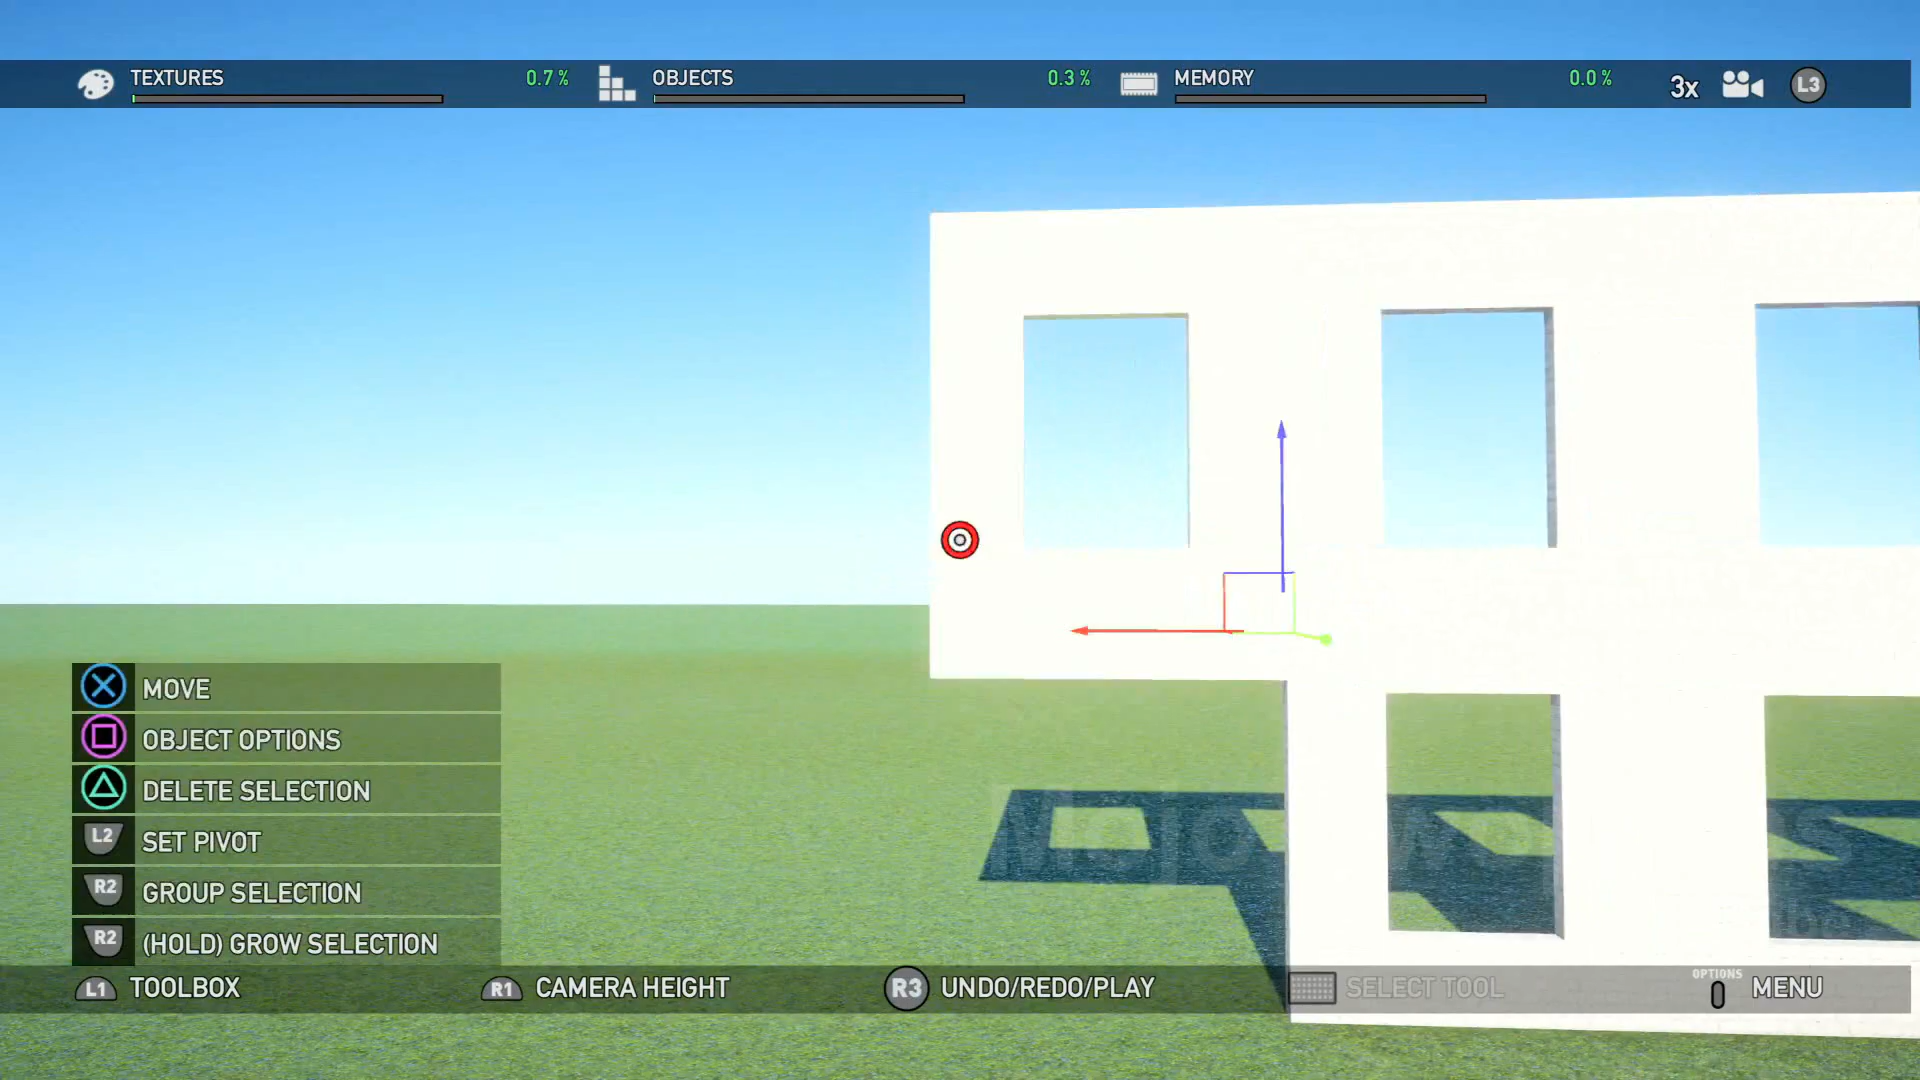 TEXTURES 0.7 % OBJECTS 0.3 % MEMORY 0.0 % 3x L3
MOVE
OBJECT OPTIONS
DELETE SELECTION
L2 SET PIVOT
R2 GROUP SELECTION
R2 (HOLD) GROW SELECTION
L1 TOOLBOX R1 CAMERA HEIGHT R3 UNDO/REDO/PLAY SELECT TOOL OPTIONS MENU